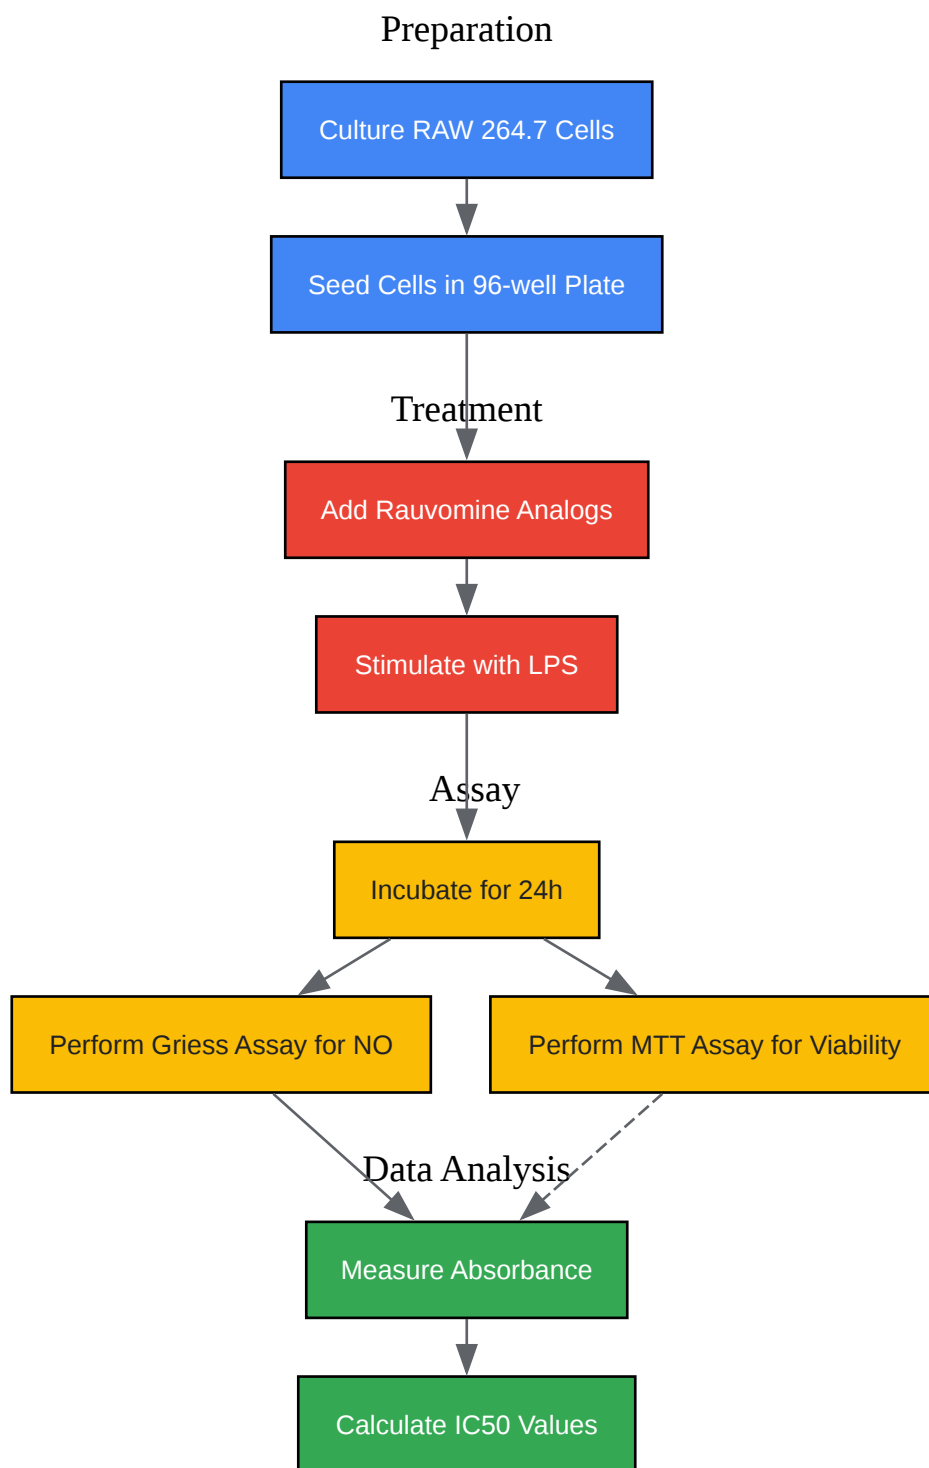 Preparation
Culture RAW 264.7 Cells
Seed Cells in 96-well Plate
Treatment
Add Rauvomine Analogs
Stimulate with LPS
Assay
Incubate for 24h
Perform Griess Assay for NO
Perform MTT Assay for Viability
Data Analysis
Measure Absorbance
Calculate IC50 Values